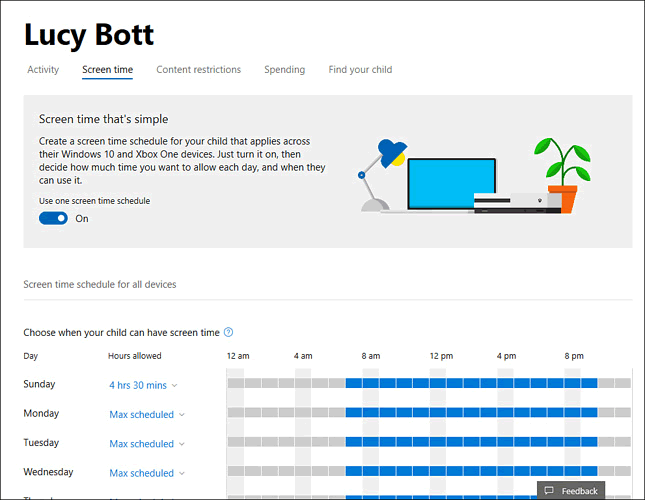 Lucy Bott
Activity Screen time Content restrictions Spending Find your child
Screen time that's simple
Create a screen time schedule for your child that applies across
their Windows 10 and Xbox One devices. Just turn it on, then
decide how much time you want to allow each day, and when they
can use it.
Use one screen time schedule
On
Screen time schedule for all devices
Choose when your child can have screen time ?
Day Hours allowed 12 am 4 am 8 am 12 pm 4 pm 8 pm
Sunday 4 hrs 30 mins
Monday Max scheduled
Tuesday Max scheduled
Wednesday Max scheduled
Feedback